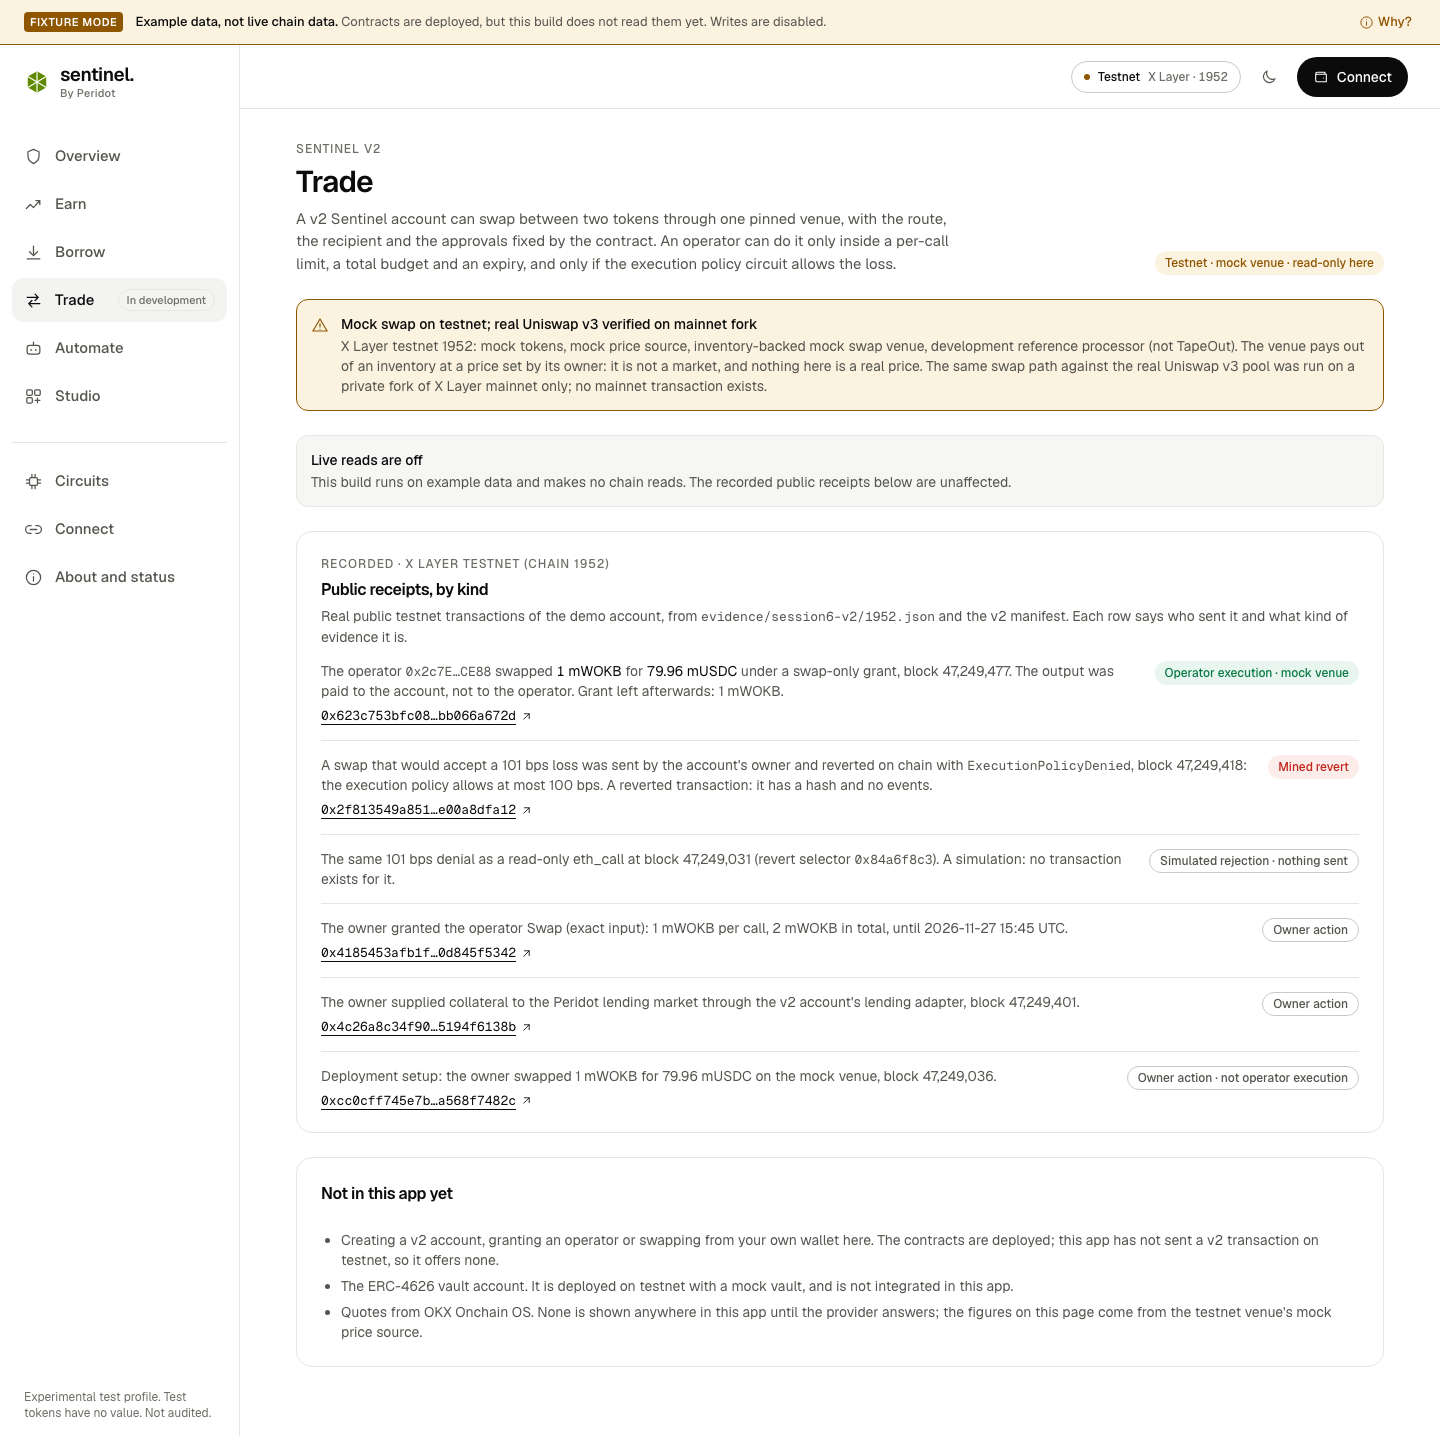 FIXTURE MODE Example data, not live chain data. Contracts are deployed, but this build does not read them yet. Writes are disabled. Why?
sentinel.
By Peridot
Testnet X Layer · 1952 Connect
Overview
Earn
Borrow
Trade In development
Automate
Studio
Circuits
Connect
About and status
Experimental test profile. Test
tokens have no value. Not audited.
SENTINEL V2
Trade
A v2 Sentinel account can swap between two tokens through one pinned venue, with the route,
the recipient and the approvals fixed by the contract. An operator can do it only inside a per-call
limit, a total budget and an expiry, and only if the execution policy circuit allows the loss.
Testnet · mock venue · read-only here
Mock swap on testnet; real Uniswap v3 verified on mainnet fork
X Layer testnet 1952: mock tokens, mock price source, inventory-backed mock swap venue, development reference processor (not TapeOut). The venue pays out
of an inventory at a price set by its owner: it is not a market, and nothing here is a real price. The same swap path against the real Uniswap v3 pool was run on a
private fork of X Layer mainnet only; no mainnet transaction exists.
Live reads are off
This build runs on example data and makes no chain reads. The recorded public receipts below are unaffected.
RECORDED · X LAYER TESTNET (CHAIN 1952)
Public receipts, by kind
Real public testnet transactions of the demo account, from evidence/session6-v2/1952.json and the v2 manifest. Each row says who sent it and what kind of
evidence it is.
The operator 0x2c7E…CE88 swapped 1 mWOKB for 79.96 mUSDC under a swap-only grant, block 47,249,477. The output was
paid to the account, not to the operator. Grant left afterwards: 1 mWOKB.
Operator execution · mock venue
0x623c753bfc08…bb066a672d
A swap that would accept a 101 bps loss was sent by the account's owner and reverted on chain with ExecutionPolicyDenied, block 47,249,418:
the execution policy allows at most 100 bps. A reverted transaction: it has a hash and no events.
Mined revert
0x2f813549a851…e00a8dfa12
The same 101 bps denial as a read-only eth_call at block 47,249,031 (revert selector 0x84a6f8c3). A simulation: no transaction
exists for it.
Simulated rejection · nothing sent
The owner granted the operator Swap (exact input): 1 mWOKB per call, 2 mWOKB in total, until 2026-11-27 15:45 UTC.
Owner action
0x4185453afb1f…0d845f5342
The owner supplied collateral to the Peridot lending market through the v2 account's lending adapter, block 47,249,401.
Owner action
0x4c26a8c34f90…5194f6138b
Deployment setup: the owner swapped 1 mWOKB for 79.96 mUSDC on the mock venue, block 47,249,036.
Owner action · not operator execution
0xcc0cff745e7b…a568f7482c
Not in this app yet
Creating a v2 account, granting an operator or swapping from your own wallet here. The contracts are deployed; this app has not sent a v2 transaction on
testnet, so it offers none.
The ERC-4626 vault account. It is deployed on testnet with a mock vault, and is not integrated in this app.
Quotes from OKX Onchain OS. None is shown anywhere in this app until the provider answers; the figures on this page come from the testnet venue's mock
price source.